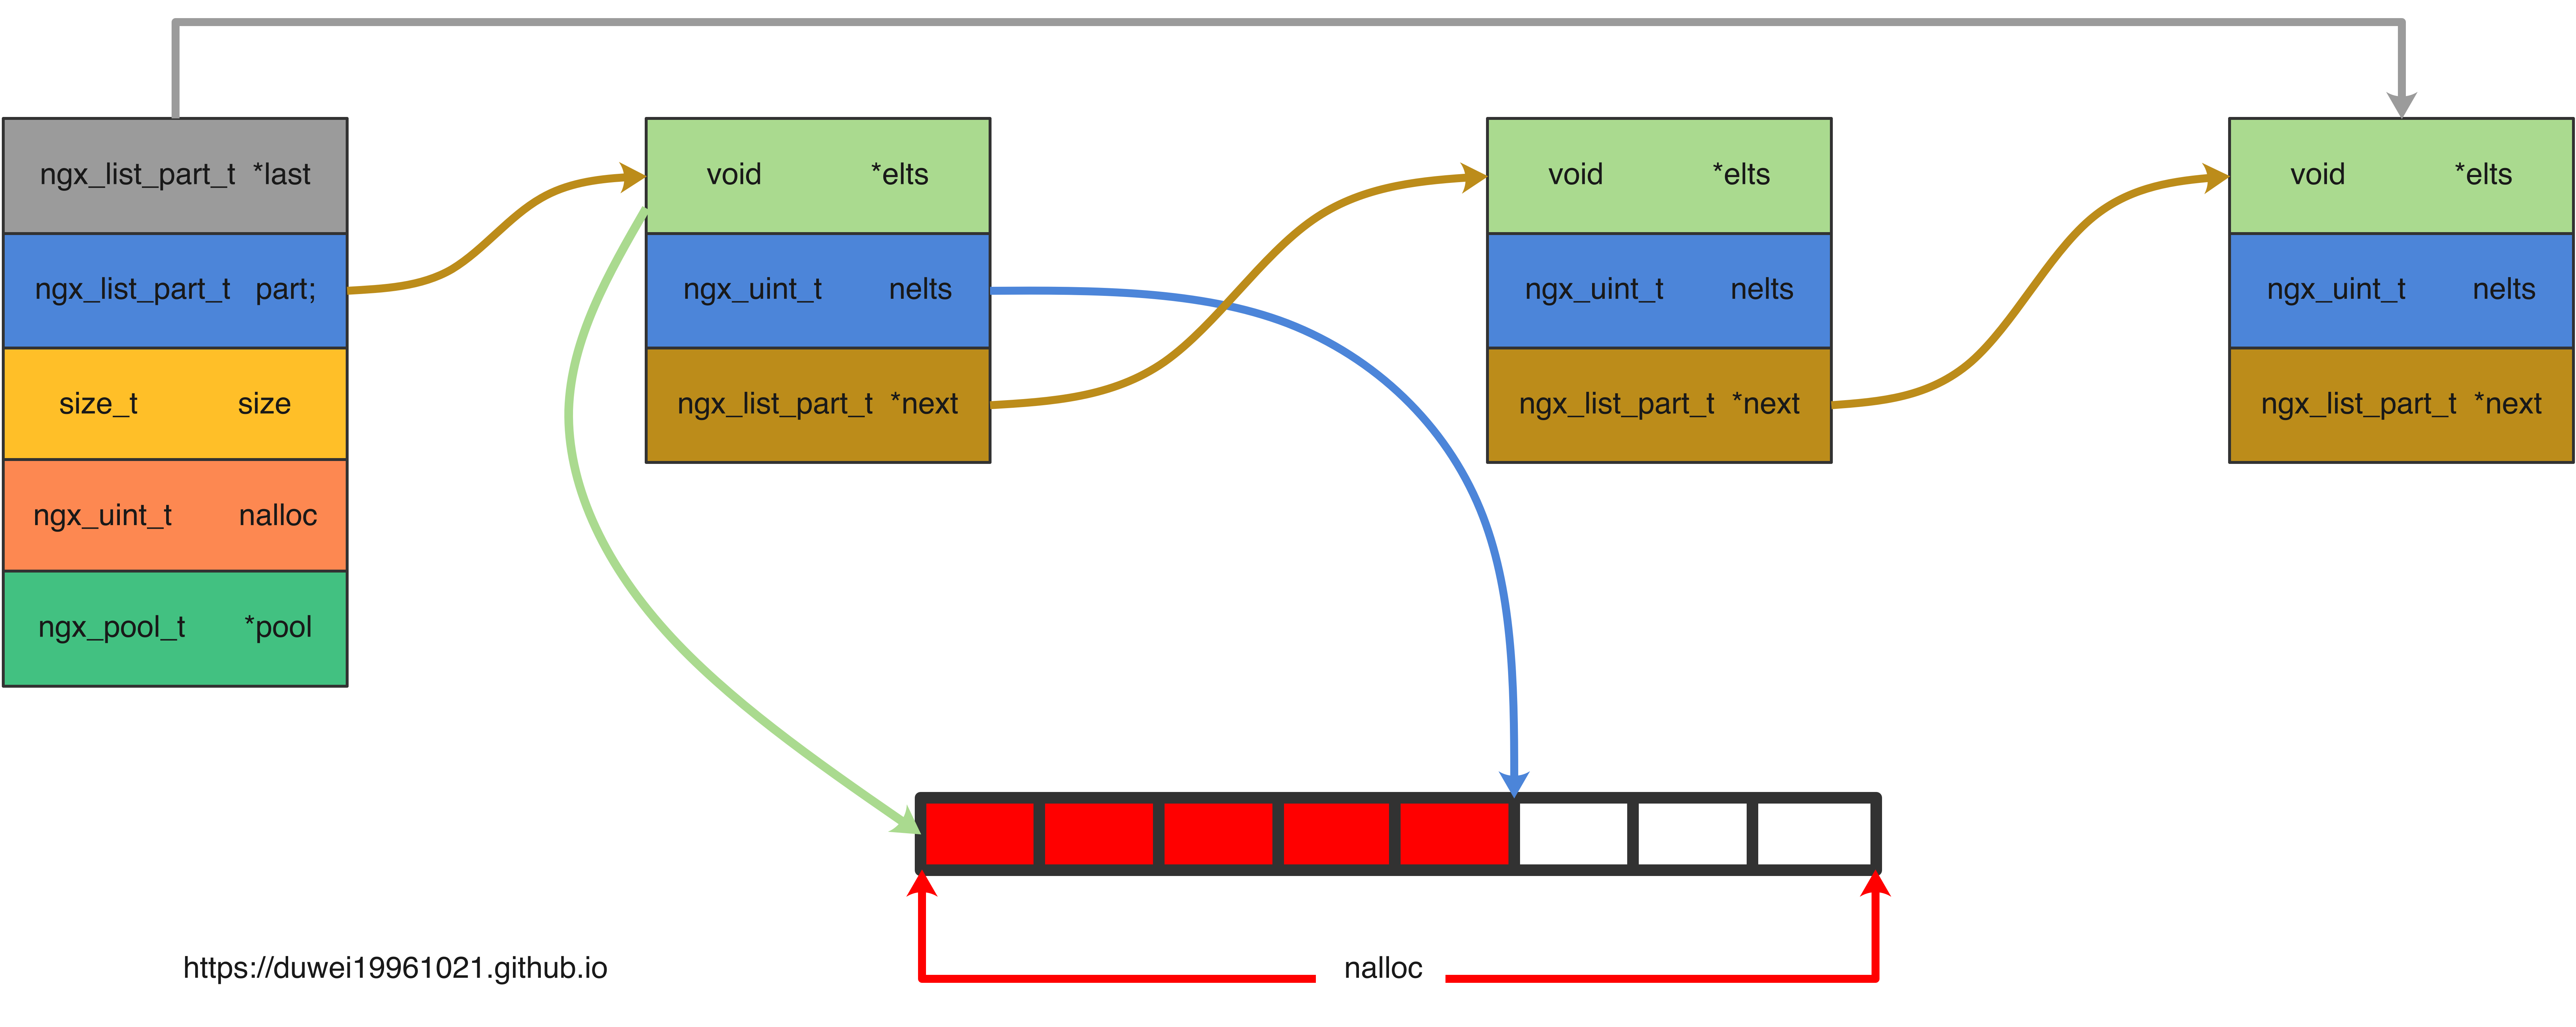 ngx_list_part_t *last
ngx_list_part_t part;
size_t size
ngx_uint_t nalloc
ngx_pool_t *pool
void *elts
ngx_uint_t nelts
ngx_list_part_t *next
void *elts
ngx_uint_t nelts
ngx_list_part_t *next
void *elts
ngx_uint_t nelts
ngx_list_part_t *next
nalloc
https://duwei19961021.github.io